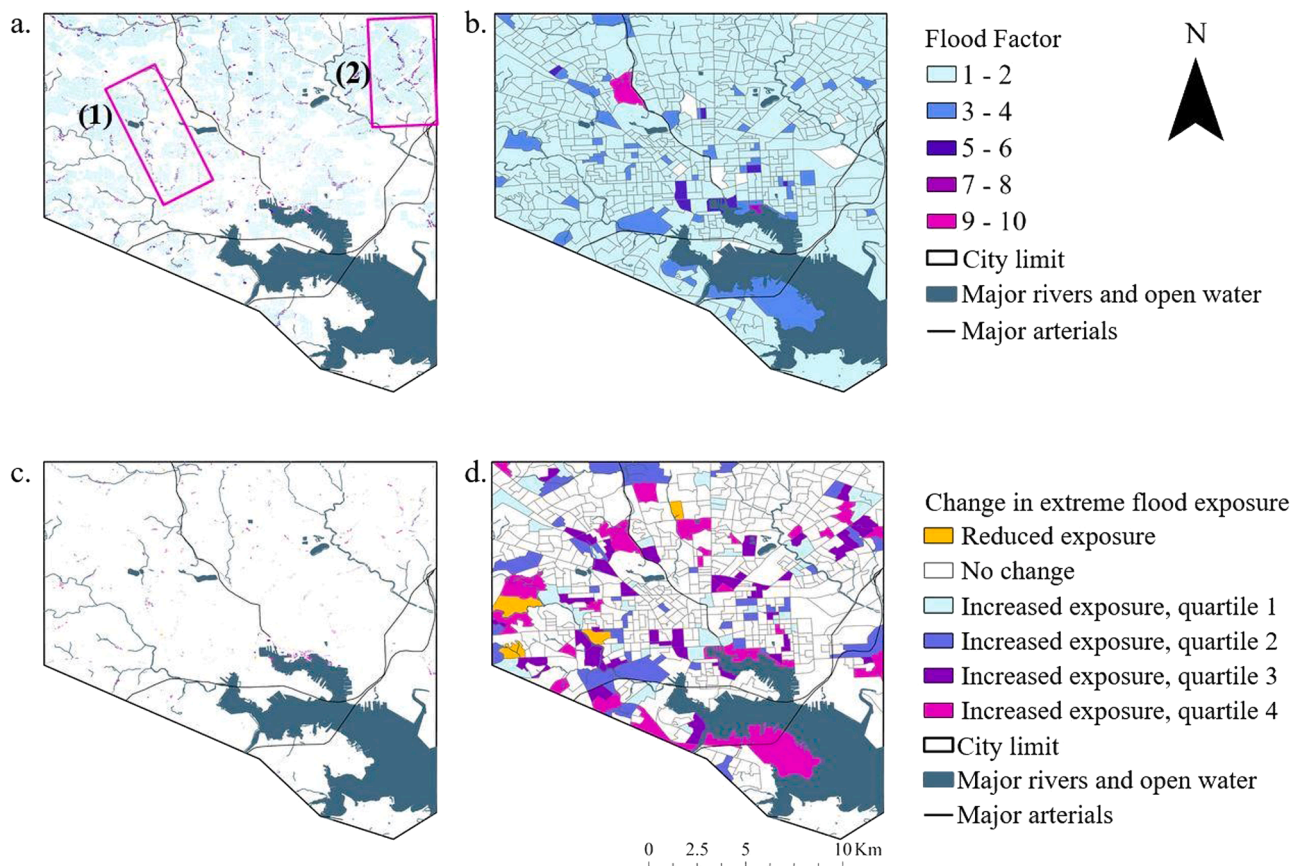 a.
(1)
(2)
b.
Flood Factor
1 - 2
3 - 4
5 - 6
7 - 8
9 - 10
City limit
Major rivers and open water
Major arterials
N
c.
d.
Change in extreme flood exposure
Reduced exposure
No change
Increased exposure, quartile 1
Increased exposure, quartile 2
Increased exposure, quartile 3
Increased exposure, quartile 4
City limit
Major rivers and open water
Major arterials
0 2.5 5 10 Km